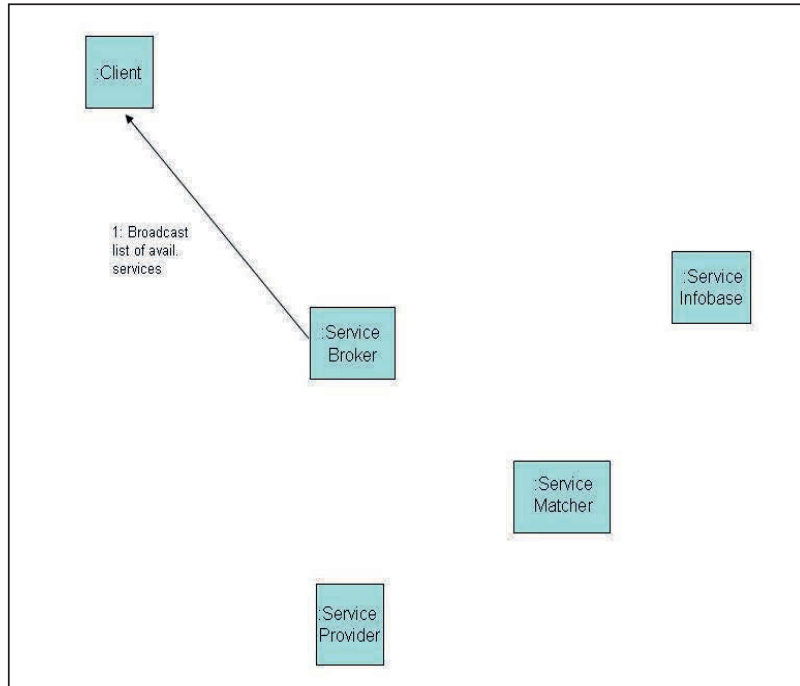 :Client
1: Broadcast
list of avail.
services
:Service
Infobase
:Service
Broker
:Service
Matcher
:Service
Provider